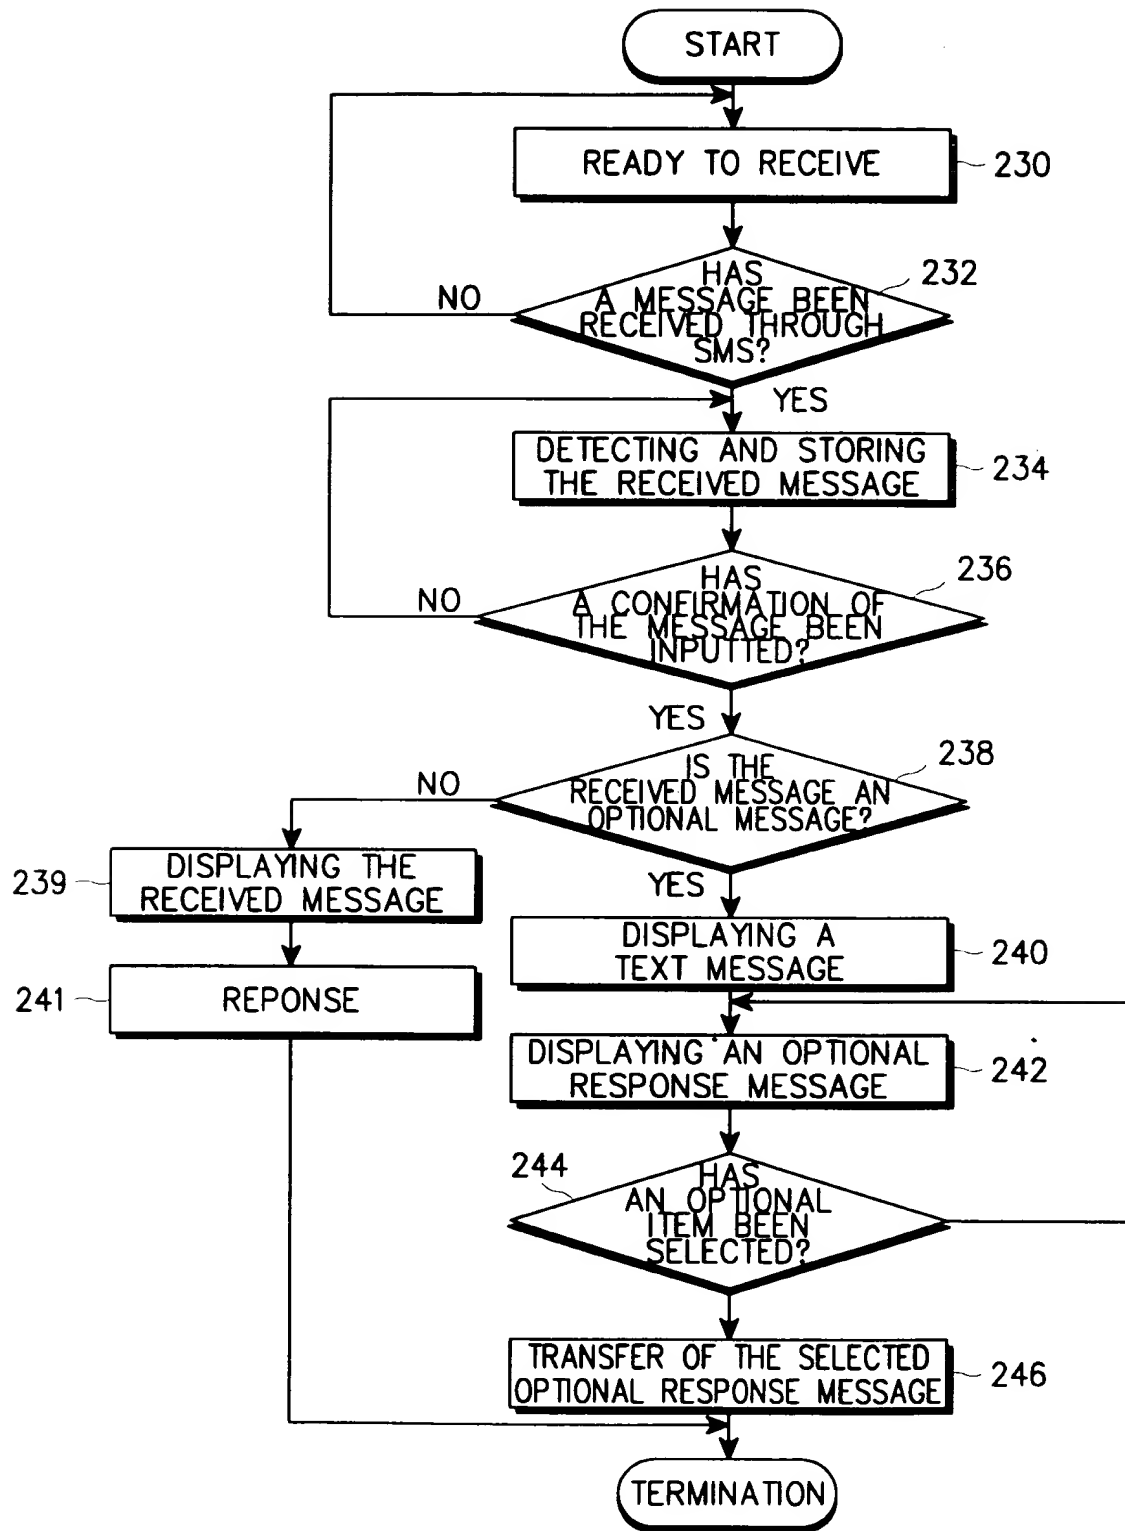 START
READY TO RECEIVE
230
HAS
A MESSAGE BEEN
RECEIVED THROUGH
SMS?
232
NO
YES
DETECTING AND STORING
THE RECEIVED MESSAGE
234
HAS
A CONFIRMATION OF
THE MESSAGE BEEN
INPUTTED?
236
NO
YES
IS THE
RECEIVED MESSAGE AN
OPTIONAL MESSAGE?
238
NO
YES
239
DISPLAYING THE
RECEIVED MESSAGE
DISPLAYING A
TEXT MESSAGE
240
241
REPONSE
DISPLAYING AN OPTIONAL
RESPONSE MESSAGE
242
244
HAS
AN OPTIONAL
ITEM BEEN
SELECTED?
TRANSFER OF THE SELECTED
OPTIONAL RESPONSE MESSAGE
246
TERMINATION